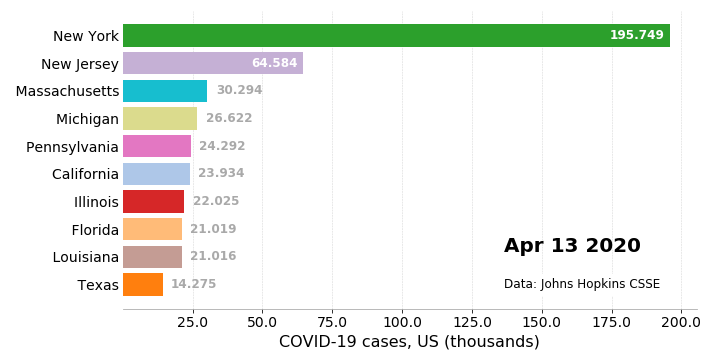 New York 195.749
New Jersey 64.584
Massachusetts 30.294
Michigan 26.622
Pennsylvania 24.292
California 23.934
Illinois 22.025
Florida 21.019
Louisiana 21.016
Texas 14.275
Apr 13 2020
Data: Johns Hopkins CSSE
25.0 50.0 75.0 100.0 125.0 150.0 175.0 200.0
COVID-19 cases, US (thousands)